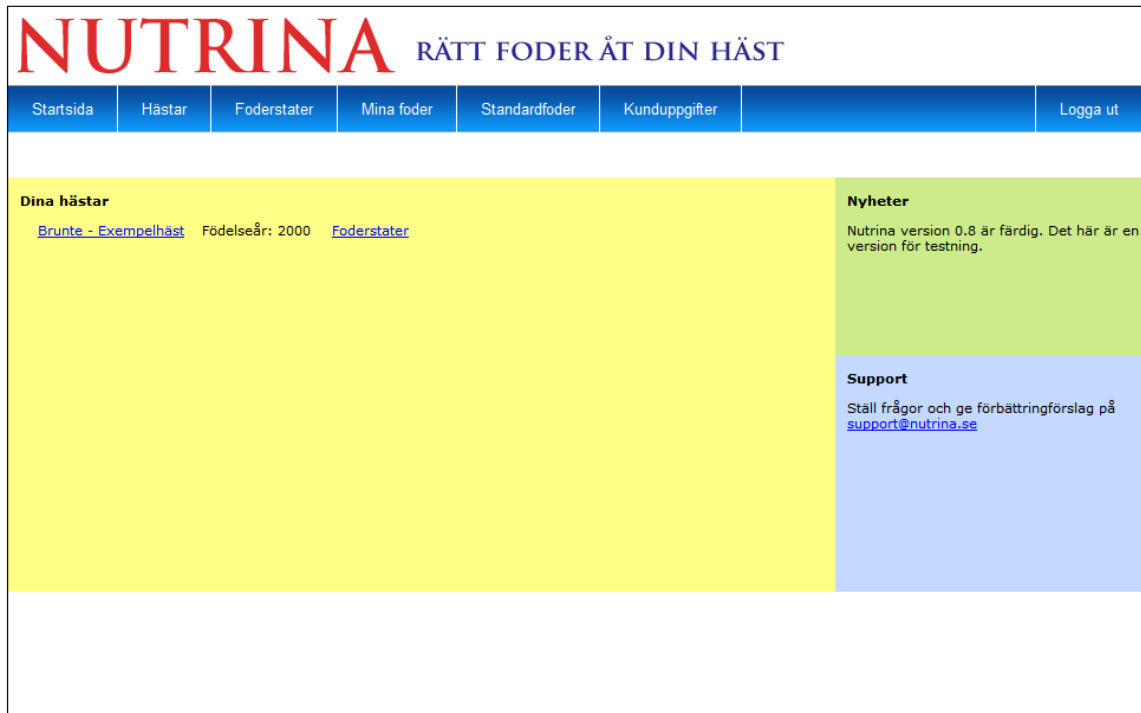 NUTRINA RÄTT FODER ÅT DIN HÄST
Startsida Hästar Foderstater Mina foder Standardfoder Kunduppgifter Logga ut
Dina hästar
Brunte - Exempelhäst Födelseår: 2000 Foderstater
Nyheter
Nutrina version 0.8 är färdig. Det här är en
version för testning.
Support
Ställ frågor och ge förbättringförslag på
support@nutrina.se